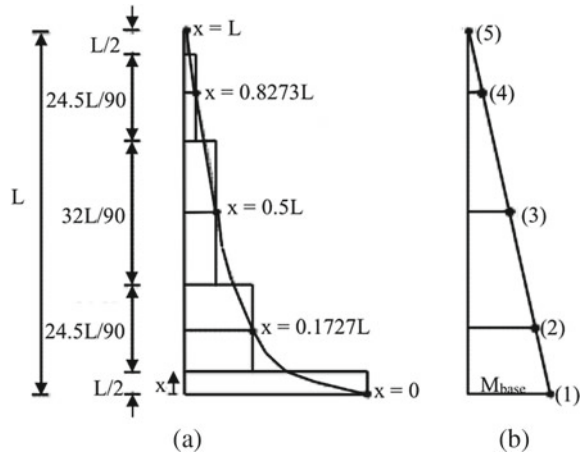 x = L
(5)
L/2
24.5L/90
x = 0.8273L
(4)
L
32L/90
x = 0.5L
(3)
24.5L/90
x = 0.1727L
(2)
L/2
x
x = 0
M_base
(1)
(a)
(b)